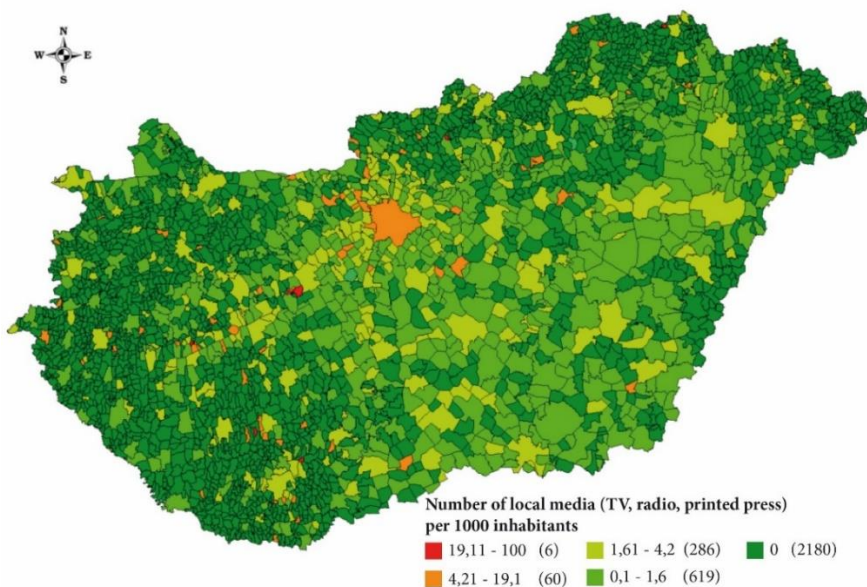 N
W E
S
Number of local media (TV, radio, printed press)
per 1000 inhabitants
19,11 - 100 (6) 1,61 - 4,2 (286) 0 (2180)
4,21 - 19,1 (60) 0,1 - 1,6 (619)